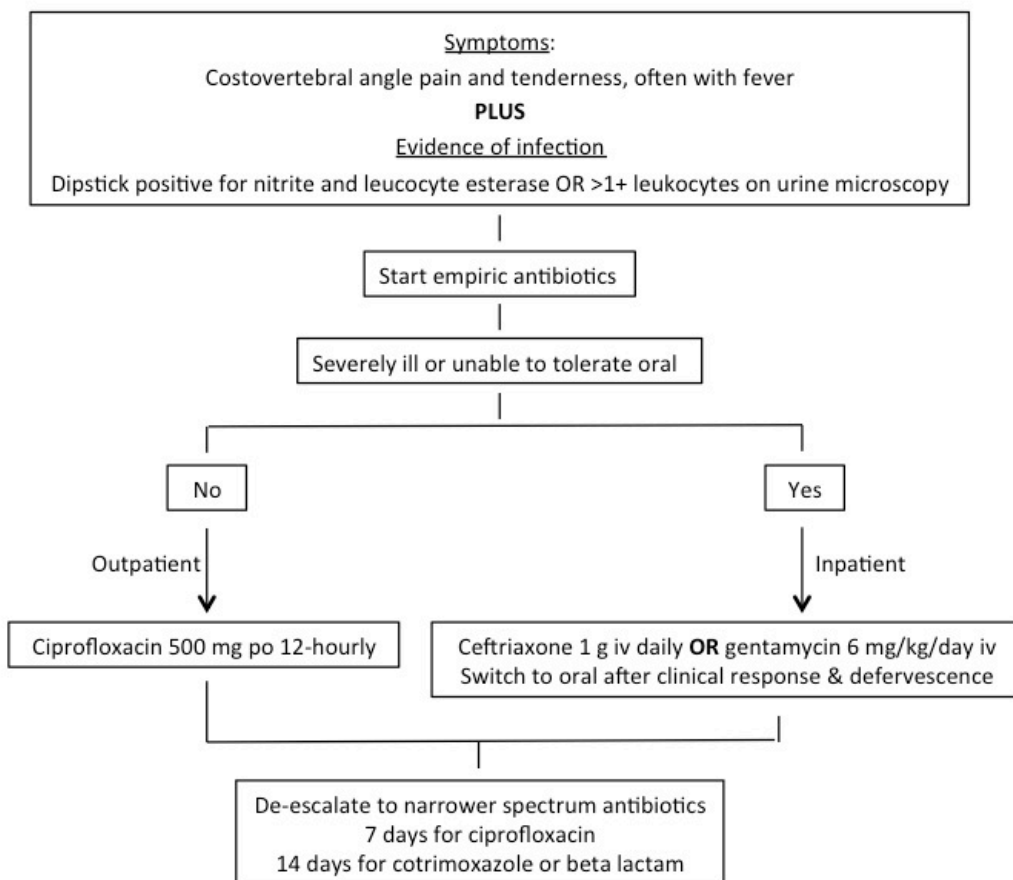 Symptoms:
Costovertebral angle pain and tenderness, often with fever
PLUS
Evidence of infection
Dipstick positive for nitrite and leucocyte esterase OR >1+ leukocytes on urine microscopy
Start empiric antibiotics
Severely ill or unable to tolerate oral
No
Yes
Outpatient
Inpatient
Ciprofloxacin 500 mg po 12-hourly
Ceftriaxone 1 g iv daily OR gentamycin 6 mg/kg/day iv
Switch to oral after clinical response & defervescence
De-escalate to narrower spectrum antibiotics
7 days for ciprofloxacin
14 days for cotrimoxazole or beta lactam